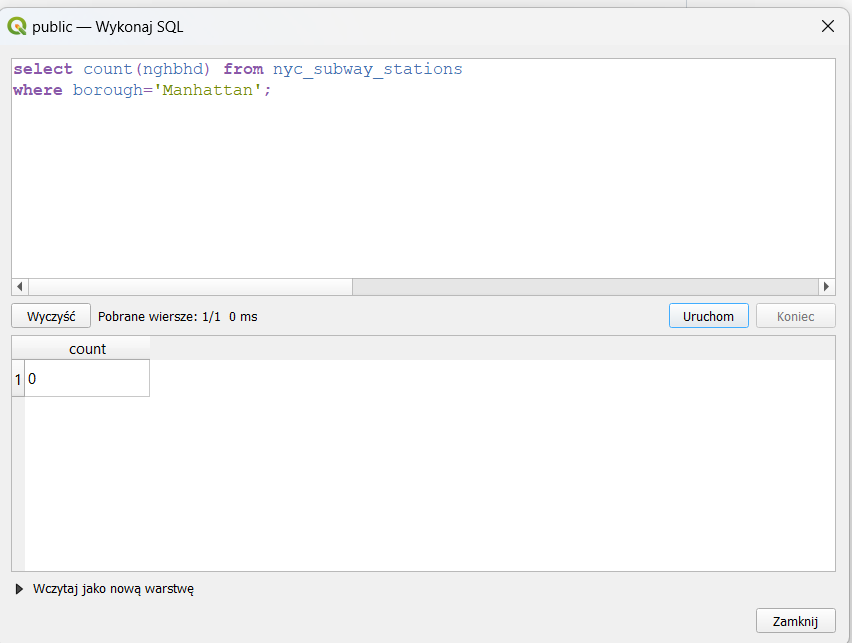 public — Wykonaj SQL
select count(nghbhd) from nyc_subway_stations
where borough='Manhattan';
Wyczyść Pobrane wiersze: 1/1 0 ms Uruchom Koniec
count
1 0
Wczytaj jako nową warstwę
Zamknij